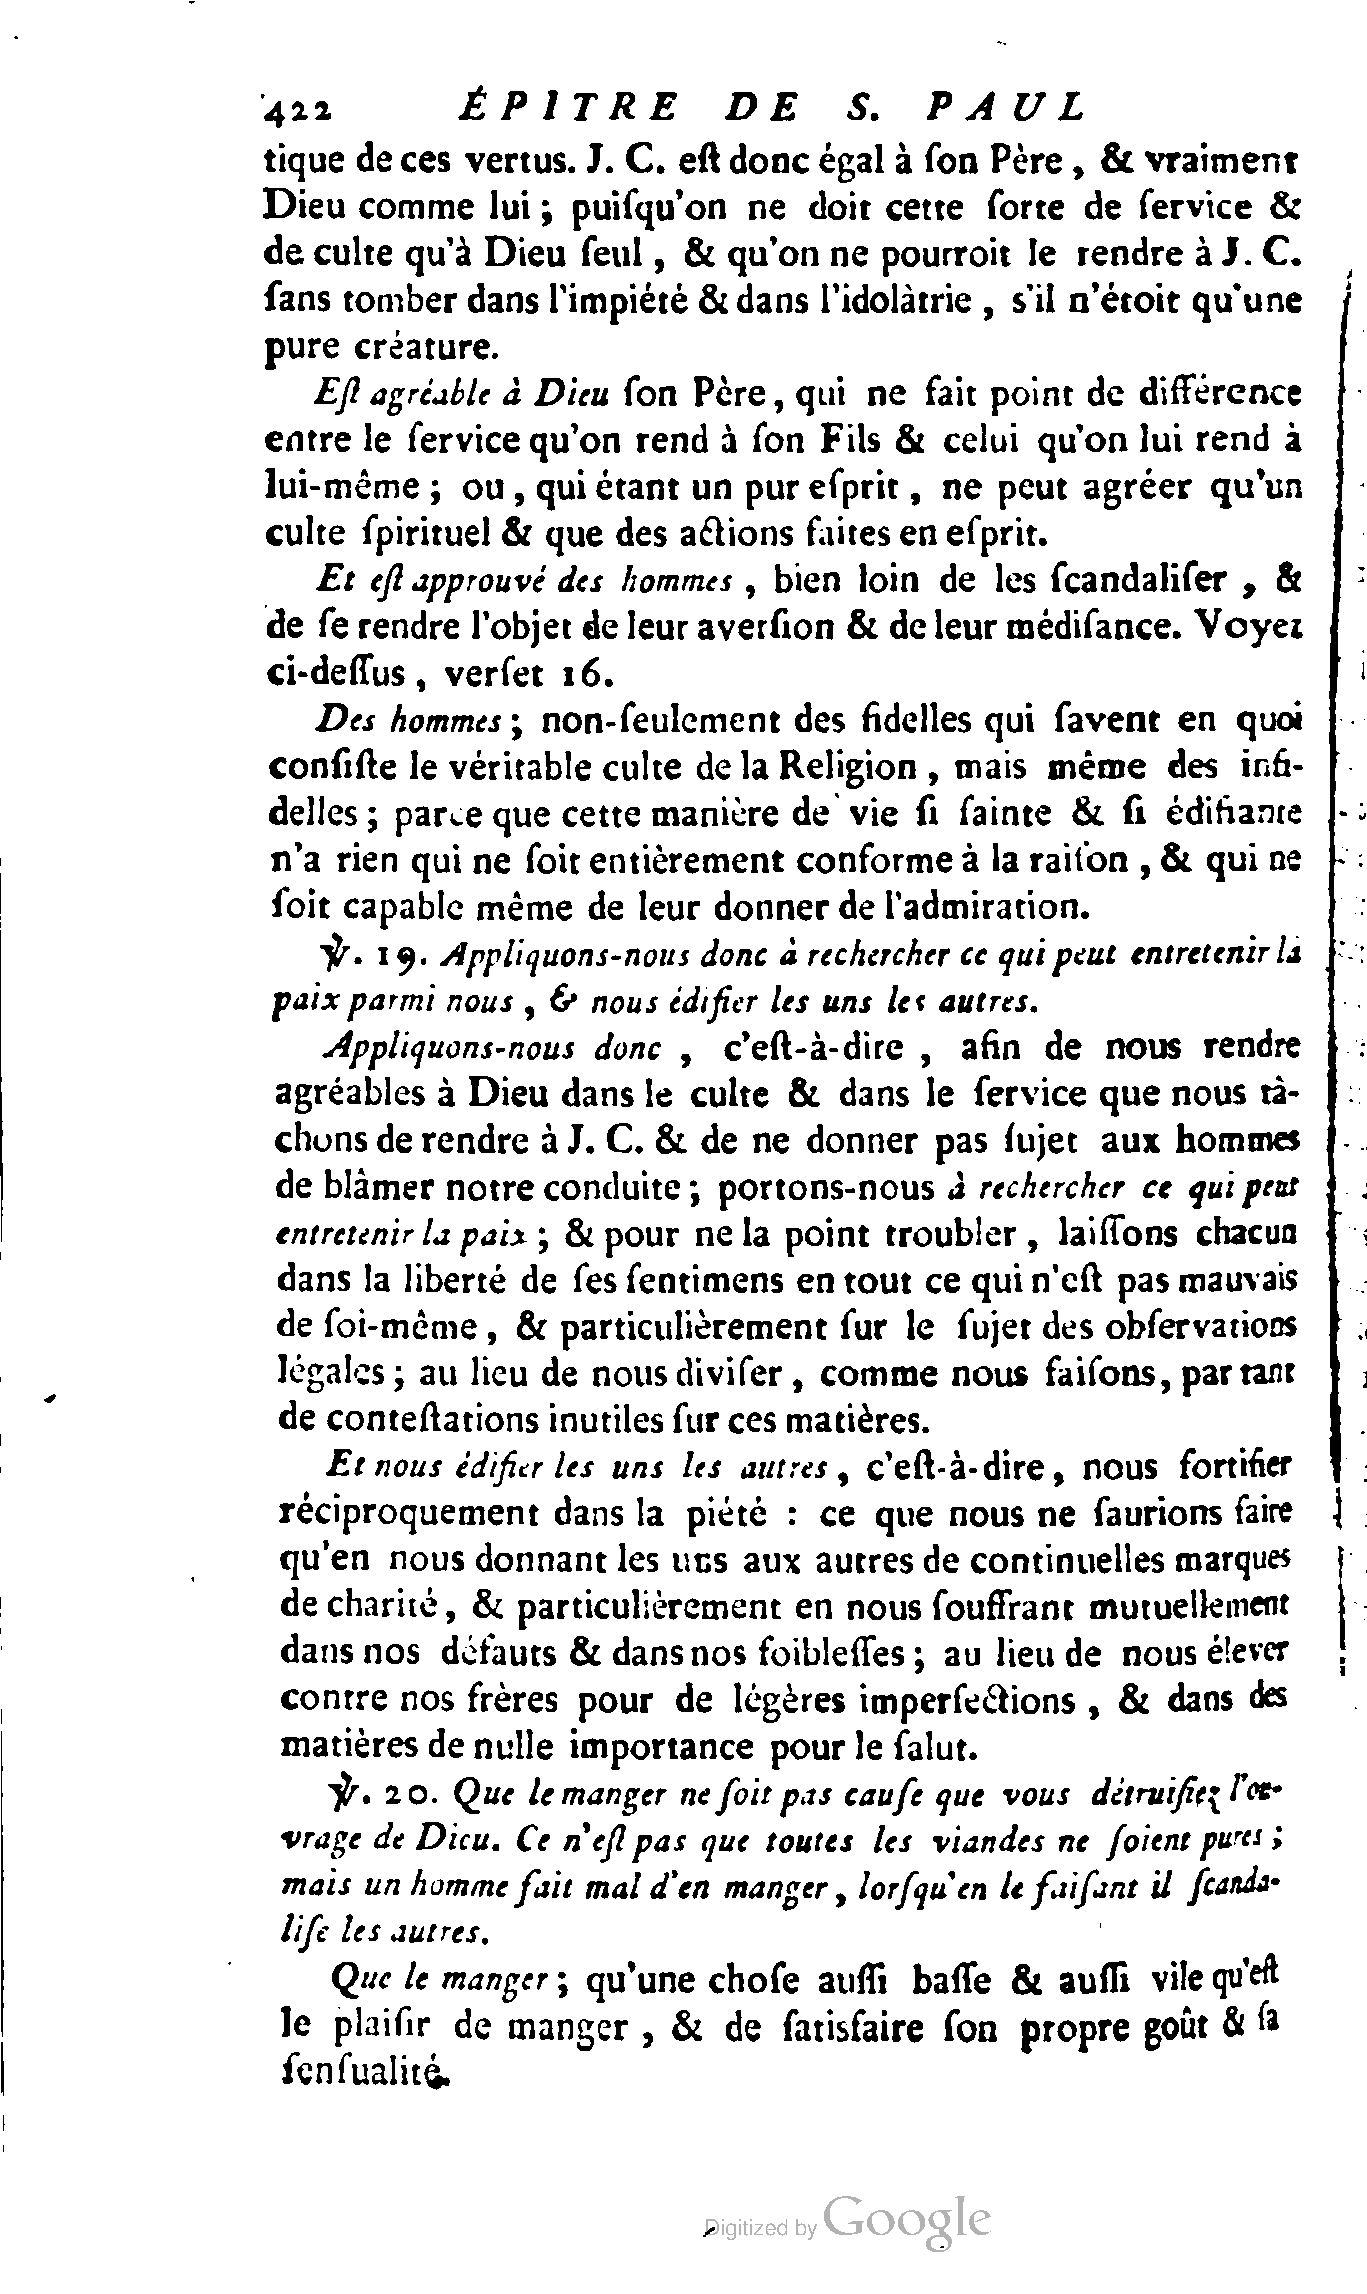 422 ÉPITRE DE S. PAUL
tique de ces vertus. J. C. eſt donc égal à ſon Père, & vraiment
Dieu comme lui ; puiſqu'on ne doit cette ſorte de ſervice &
de culte qu'à Dieu ſeul, & qu'on ne pourroit le rendre à J. C.
ſans tomber dans l'impiété & dans l'idolàtrie, s'il n'étoit qu'une
pure créature.
Eſt agréable à Dieu ſon Père, qui ne fait point de différence
entre le ſervice qu'on rend à ſon Fils & celui qu'on lui rend à
lui-même ; ou, qui étant un pur eſprit, ne peut agréer qu'un
culte ſpirituel & que des actions faites en eſprit.
Et eſt approuvé des hommes, bien loin de les ſcandaliſer, &
de ſe rendre l'objet de leur averſion & de leur médiſance. Voyez
ci-deſſus, verſet 16.
Des hommes ; non-ſeulement des fidelles qui ſavent en quoi
conſiſte le véritable culte de la Religion, mais même des infi-
delles ; parce que cette manière de vie ſi ſainte & ſi édifiante
n'a rien qui ne ſoit entièrement conforme à la raiſon, & qui ne
ſoit capable même de leur donner de l'admiration.
℣. 19. Appliquons-nous donc à rechercher ce qui peut entretenir la
paix parmi nous, & nous édifier les uns les autres.
Appliquons-nous donc, c'eſt-à-dire, afin de nous rendre
agréables à Dieu dans le culte & dans le ſervice que nous tà-
chons de rendre à J. C. & de ne donner pas ſujet aux hommes
de blâmer notre conduite ; portons-nous à rechercher ce qui peut
entretenir la paix ; & pour ne la point troubler, laiſſons chacun
dans la liberté de ſes ſentimens en tout ce qui n'eſt pas mauvais
de ſoi-même, & particulièrement ſur le ſujet des obſervations
légales ; au lieu de nous diviſer, comme nous faiſons, par tant
de conteſtations inutiles ſur ces matières.
Et nous édifier les uns les autres, c'eſt-à-dire, nous fortifier
réciproquement dans la piété : ce que nous ne ſaurions faire
qu'en nous donnant les uns aux autres de continuelles marques
de charité, & particulièrement en nous ſouffrant mutuellement
dans nos défauts & dans nos foibleſſes ; au lieu de nous élever
contre nos frères pour de légères imperfections, & dans des
matières de nulle importance pour le ſalut.
℣. 20. Que le manger ne ſoit pas cauſe que vous détruiſiez l'ou-
vrage de Dieu. Ce n'eſt pas que toutes les viandes ne ſoient pures ;
mais un homme fait mal d'en manger, lorſqu'en le faiſant il ſcanda-
liſe les autres.
Que le manger ; qu'une choſe auſſi baſſe & auſſi vile qu'eſt
le plaiſir de manger, & de ſatisfaire ſon propre goût & ſa
ſenſualité.
Digitized by Google